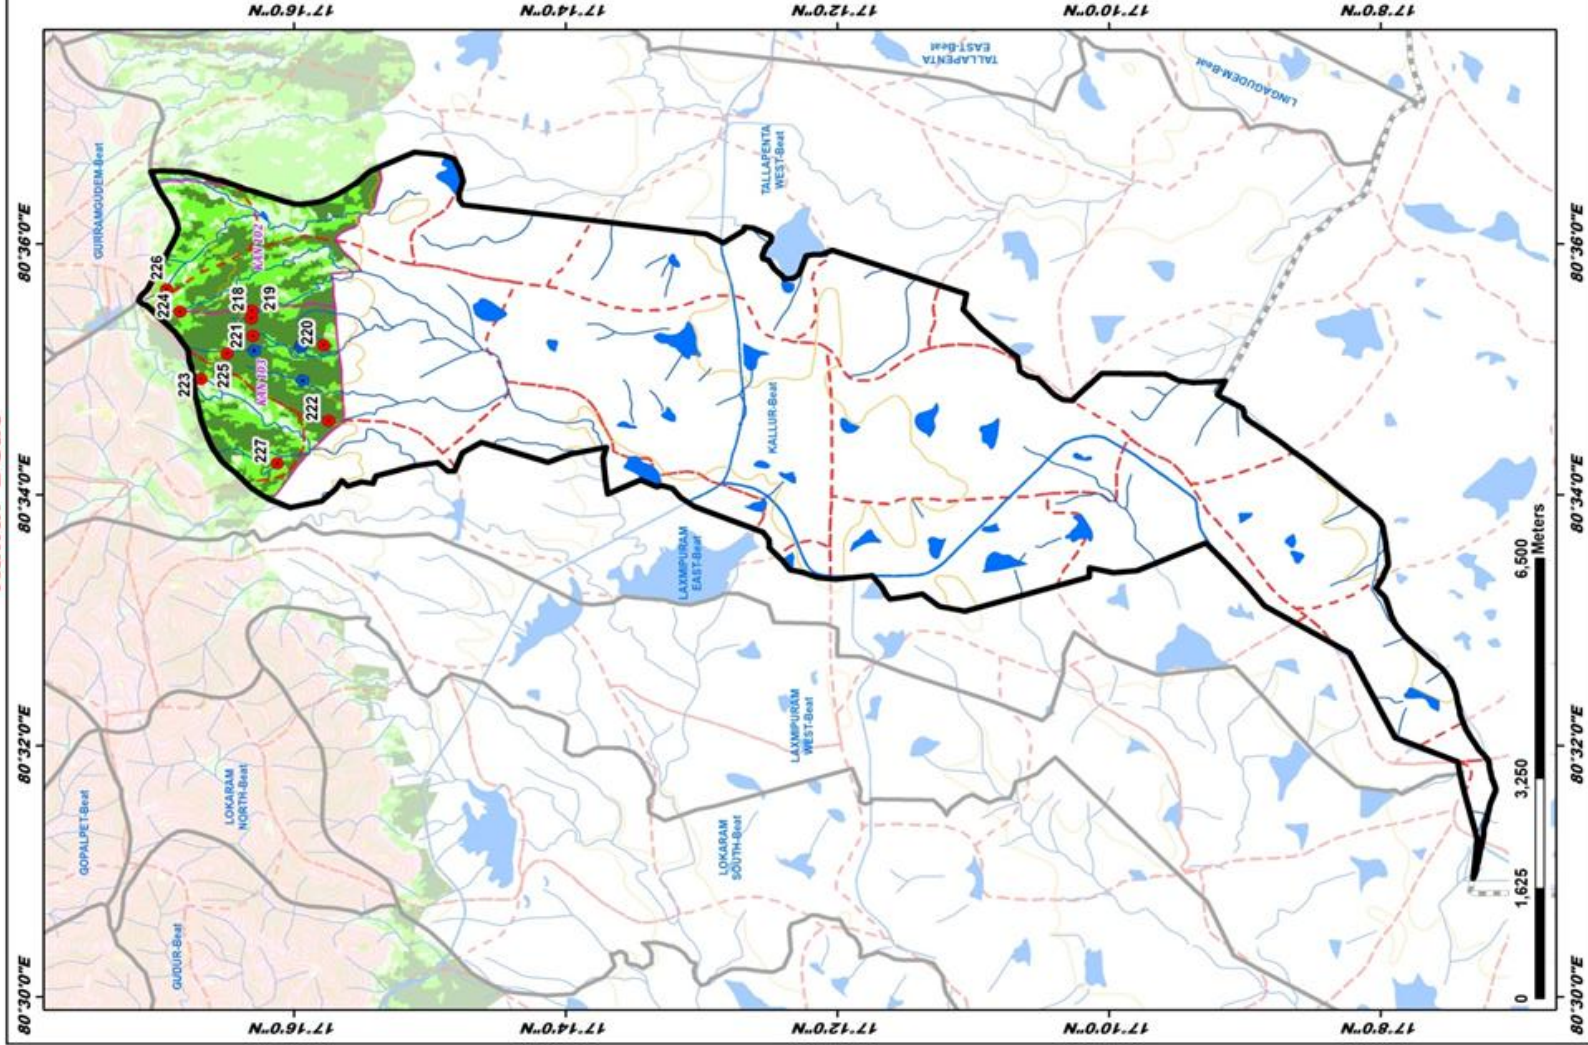 17°16'0"N
17°14'0"N
17°12'0"N
17°10'0"N
17°8'0"N
80°36'0"E
80°36'0"E
80°34'0"E
80°34'0"E
80°32'0"E
80°32'0"E
80°30'0"E
80°30'0"E
17°16'0"N
17°14'0"N
17°12'0"N
17°10'0"N
17°8'0"N
GURRAMGUDEM-Beat
TALLAPENTA
EAST-Beat
LINGAGUDEM-Beat
TALLAPENTA
WEST-Beat
226
224
218
219
221
220
223
225
222
227
KAN 102
KAN 103
KALLUR-Beat
LAXMIPURAM
EAST-Beat
LAXMIPURAM
WEST-Beat
LOKARAM
NORTH-Beat
LOKARAM
SOUTH-Beat
GOPALPET-Beat
GUDUR-Beat
0
1,625
3,250
6,500
Meters